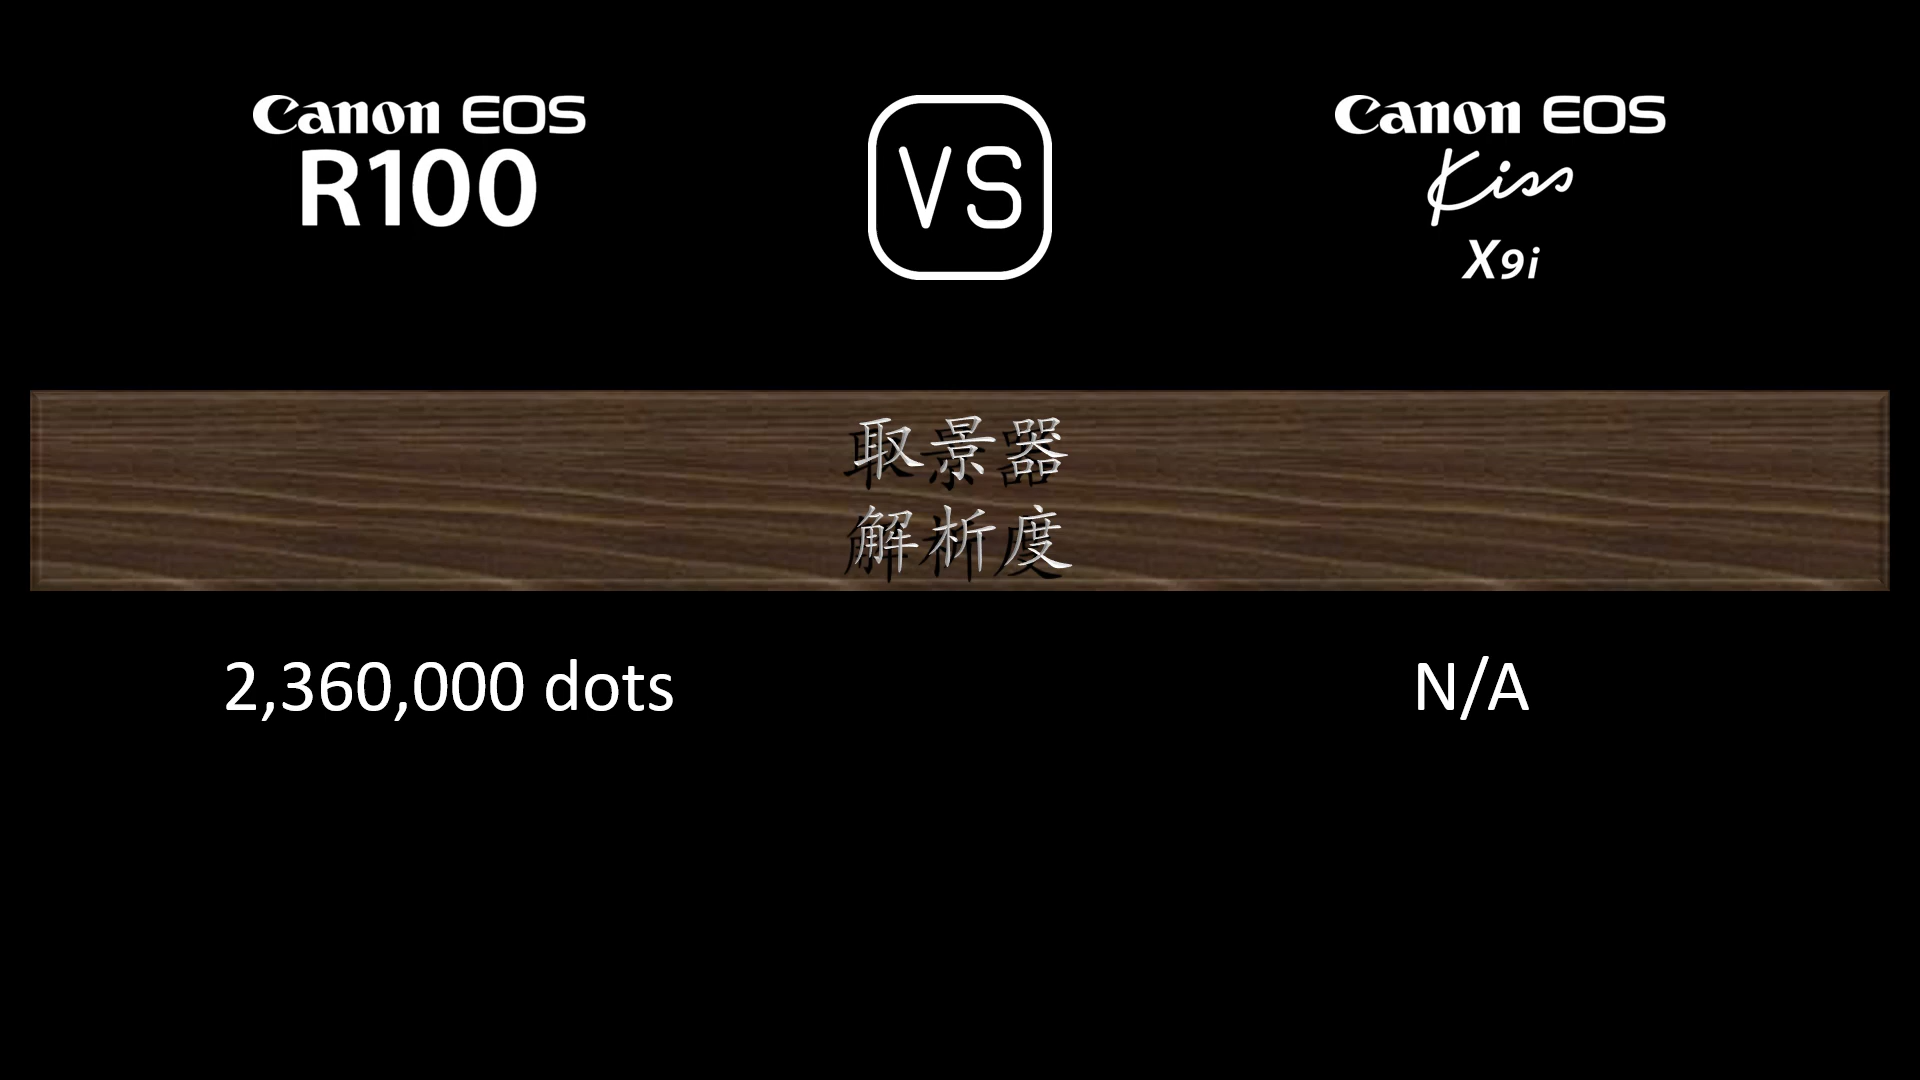 Canon EOS
R100
VS
Canon EOS
Kiss
X9i
取景器
解析度
2,360,000 dots
N/A